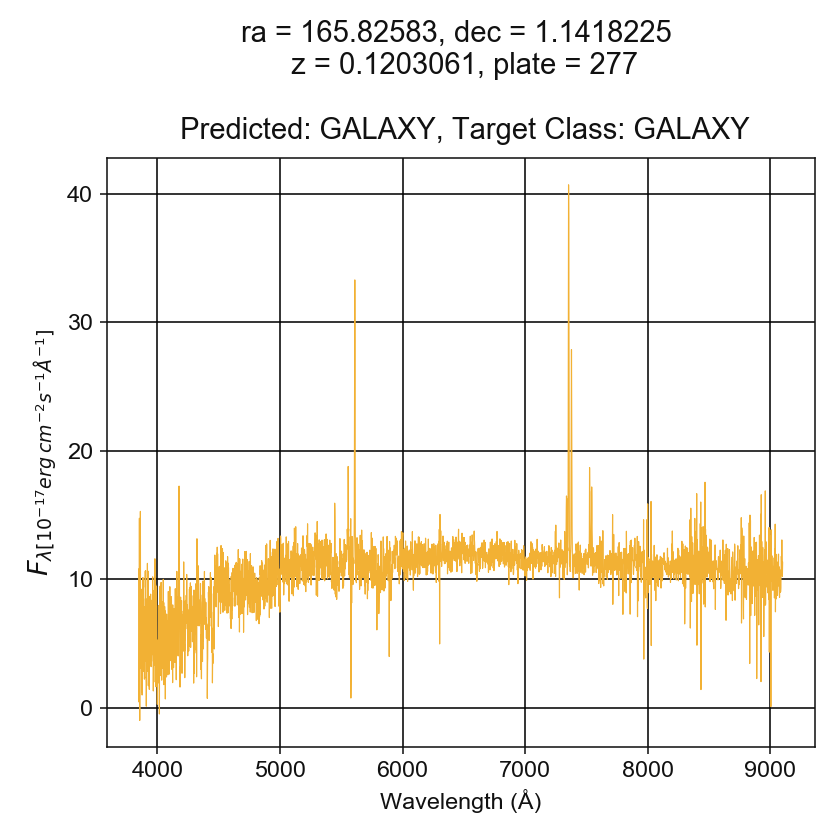 ra = 165.82583, dec = 1.1418225
z = 0.1203061, plate = 277
Predicted: GALAXY, Target Class: GALAXY
40
30
20
10
0
F_λ[10⁻¹⁷erg cm⁻²s⁻¹Å⁻¹]
4000 5000 6000 7000 8000 9000
Wavelength (Å)